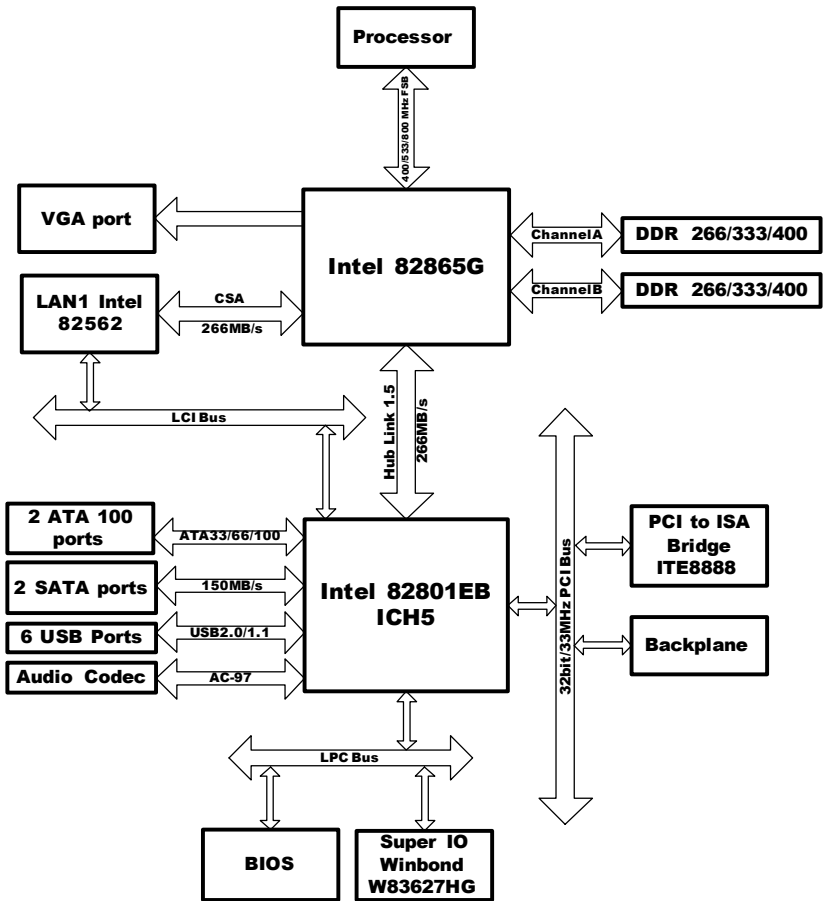 Processor
400/533/800 MHz FSB
VGA port
Intel 82865G
Channel A
DDR 266/333/400
Channel B
DDR 266/333/400
LAN1 Intel
82562
CSA
266MB/s
LCI Bus
Hub Link 1.5
266MB/s
2 ATA 100
ports
ATA33/66/100
2 SATA ports
150MB/s
6 USB Ports
USB2.0/1.1
Audio Codec
AC-97
Intel 82801EB
ICH5
32bit/33MHz PCI Bus
PCI to ISA
Bridge
ITE8888
Backplane
LPC Bus
BIOS
Super IO
Winbond
W83627HG